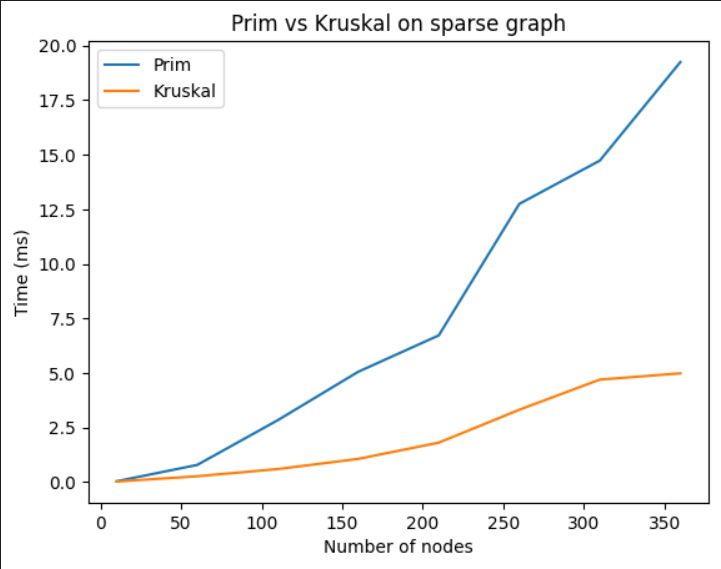 Prim vs Kruskal on sparse graph
Prim
Kruskal
20.0
17.5
15.0
12.5
10.0
7.5
5.0
2.5
0.0
Time (ms)
0 50 100 150 200 250 300 350
Number of nodes